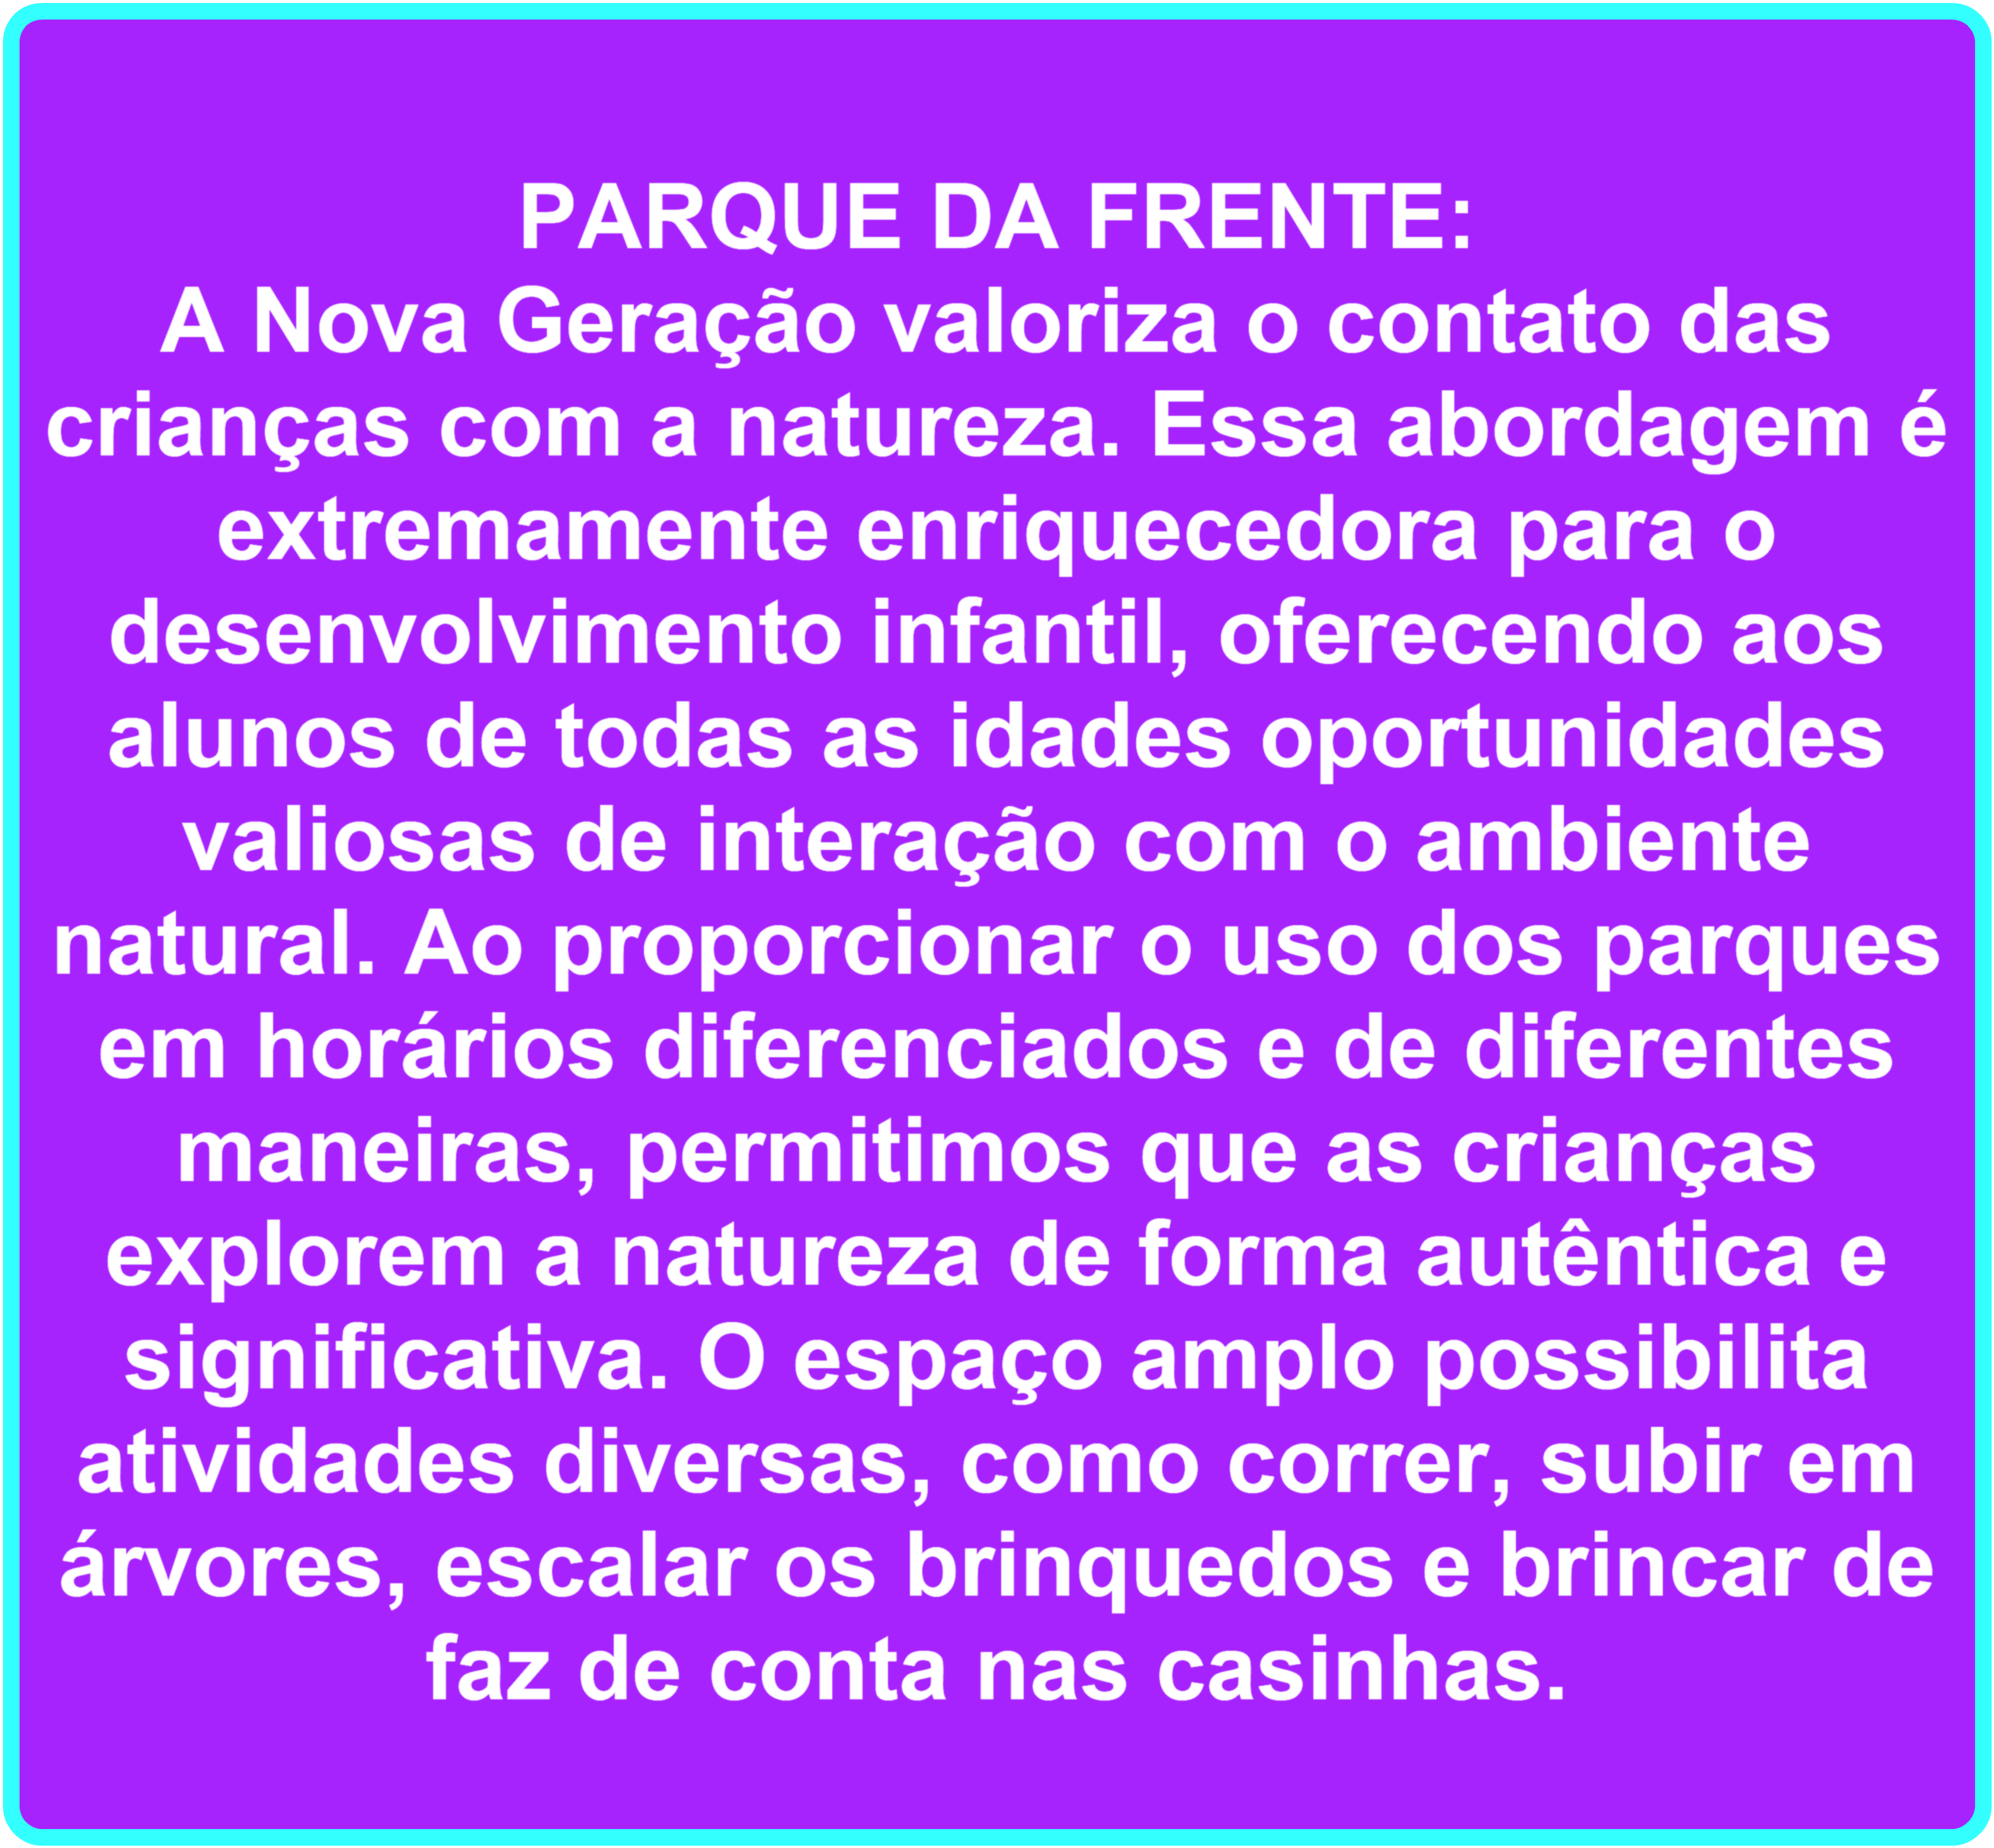 PARQUE DA FRENTE:
A Nova Geração valoriza o contato das
crianças com a natureza. Essa abordagem é
extremamente enriquecedora para o
desenvolvimento infantil, oferecendo aos
alunos de todas as idades oportunidades
valiosas de interação com o ambiente
natural. Ao proporcionar o uso dos parques
em horários diferenciados e de diferentes
maneiras, permitimos que as crianças
explorem a natureza de forma autêntica e
significativa. O espaço amplo possibilita
atividades diversas, como correr, subir em
árvores, escalar os brinquedos e brincar de
faz de conta nas casinhas.